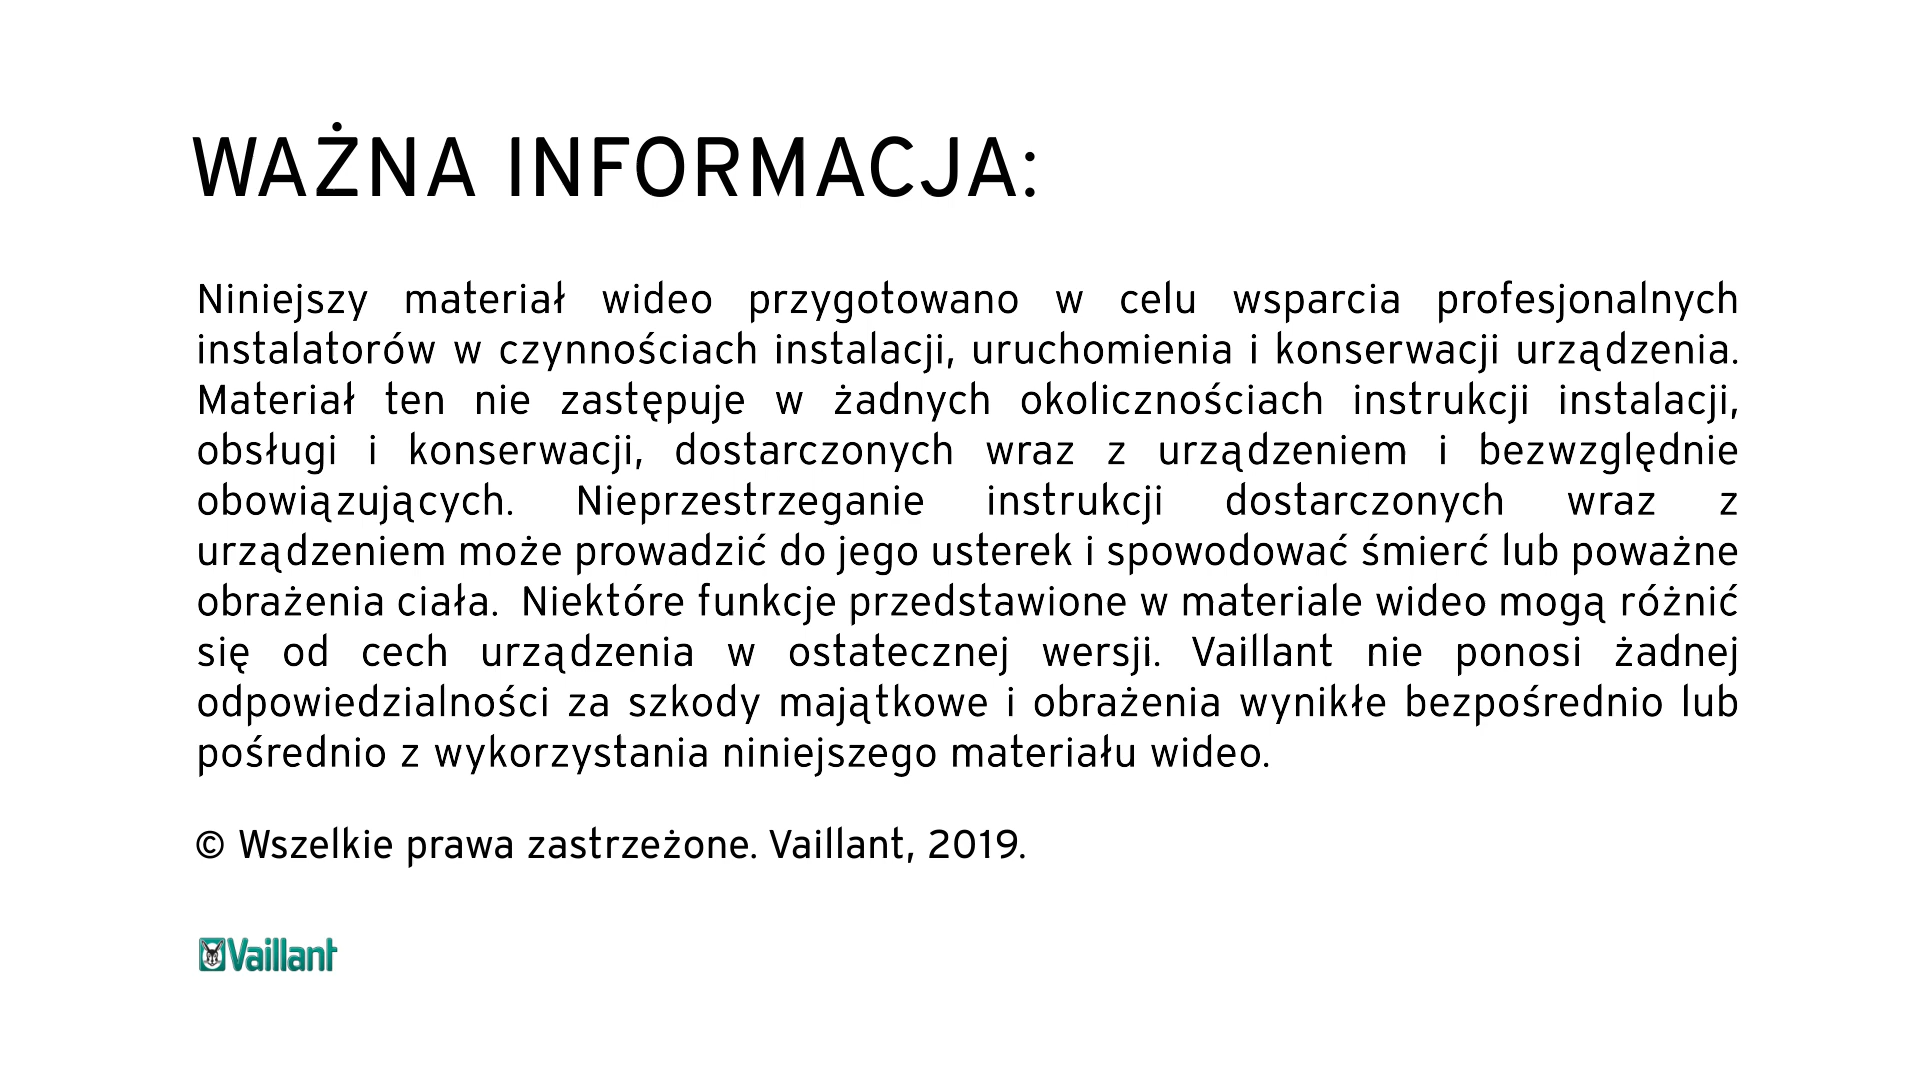 WAŻNA INFORMACJA:
Niniejszy materiał wideo przygotowano w celu wsparcia profesjonalnych
instalatorów w czynnościach instalacji, uruchomienia i konserwacji urządzenia.
Materiał ten nie zastępuje w żadnych okolicznościach instrukcji instalacji,
obsługi i konserwacji, dostarczonych wraz z urządzeniem i bezwzględnie
obowiązujących. Nieprzestrzeganie instrukcji dostarczonych wraz z
urządzeniem może prowadzić do jego usterek i spowodować śmierć lub poważne
obrażenia ciała. Niektóre funkcje przedstawione w materiale wideo mogą różnić
się od cech urządzenia w ostatecznej wersji. Vaillant nie ponosi żadnej
odpowiedzialności za szkody majątkowe i obrażenia wynikłe bezpośrednio lub
pośrednio z wykorzystania niniejszego materiału wideo.
© Wszelkie prawa zastrzeżone. Vaillant, 2019.
Vaillant